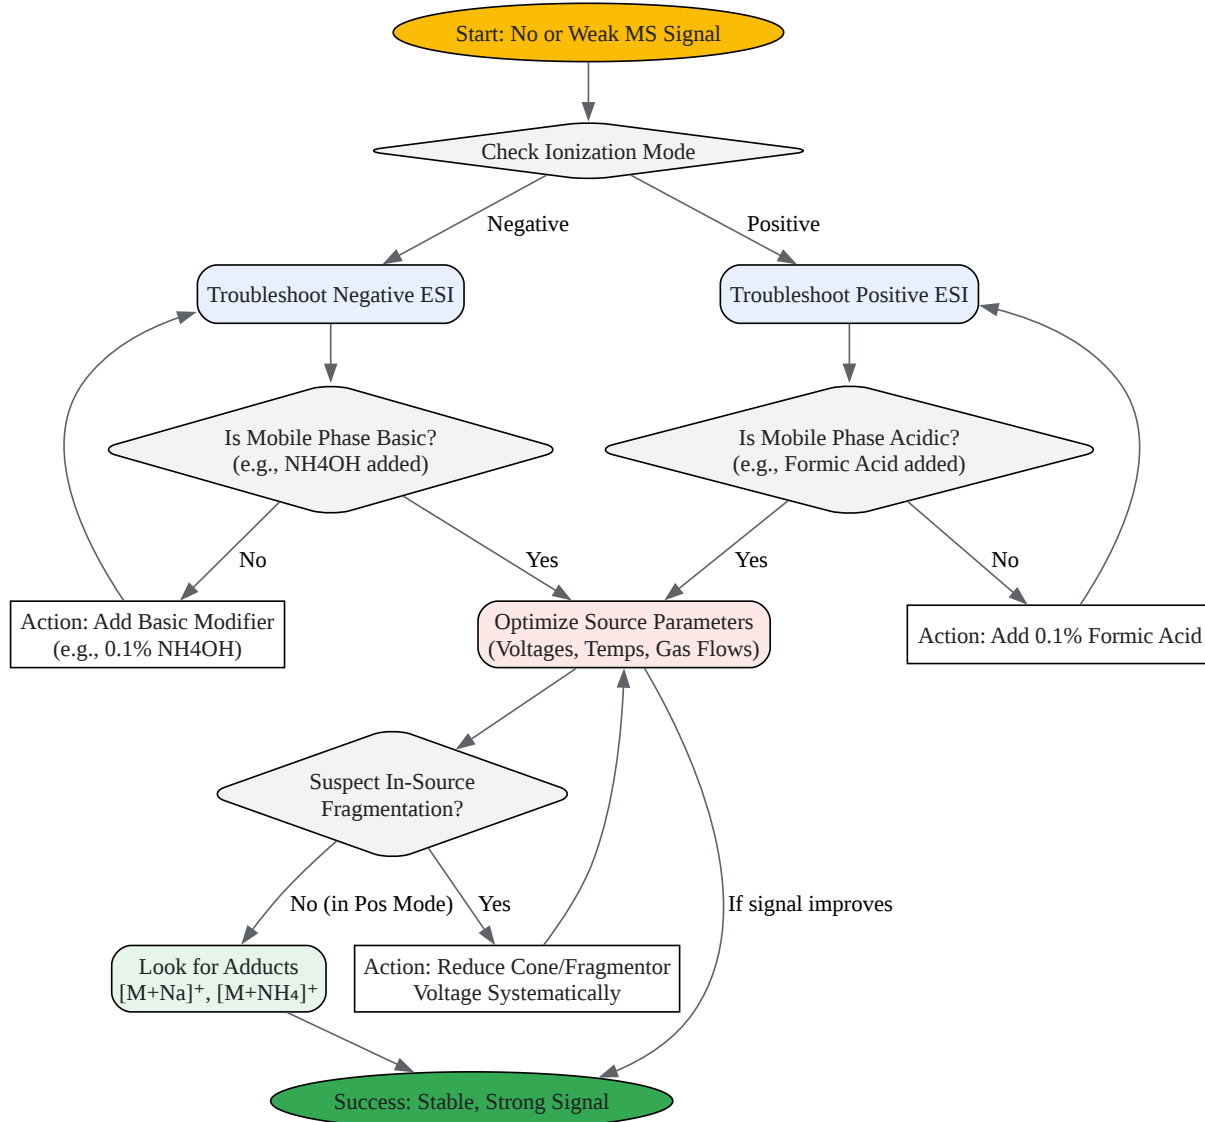 Start: No or Weak MS Signal
Check Ionization Mode
Negative
Positive
Troubleshoot Negative ESI
Troubleshoot Positive ESI
Is Mobile Phase Basic?
(e.g., NH4OH added)
Is Mobile Phase Acidic?
(e.g., Formic Acid added)
No
Yes
Yes
No
Action: Add Basic Modifier
(e.g., 0.1% NH4OH)
Optimize Source Parameters
(Voltages, Temps, Gas Flows)
Action: Add 0.1% Formic Acid
Suspect In-Source
Fragmentation?
No (in Pos Mode)
Yes
If signal improves
Look for Adducts
[M+Na]⁺, [M+NH₄]⁺
Action: Reduce Cone/Fragmentor
Voltage Systematically
Success: Stable, Strong Signal